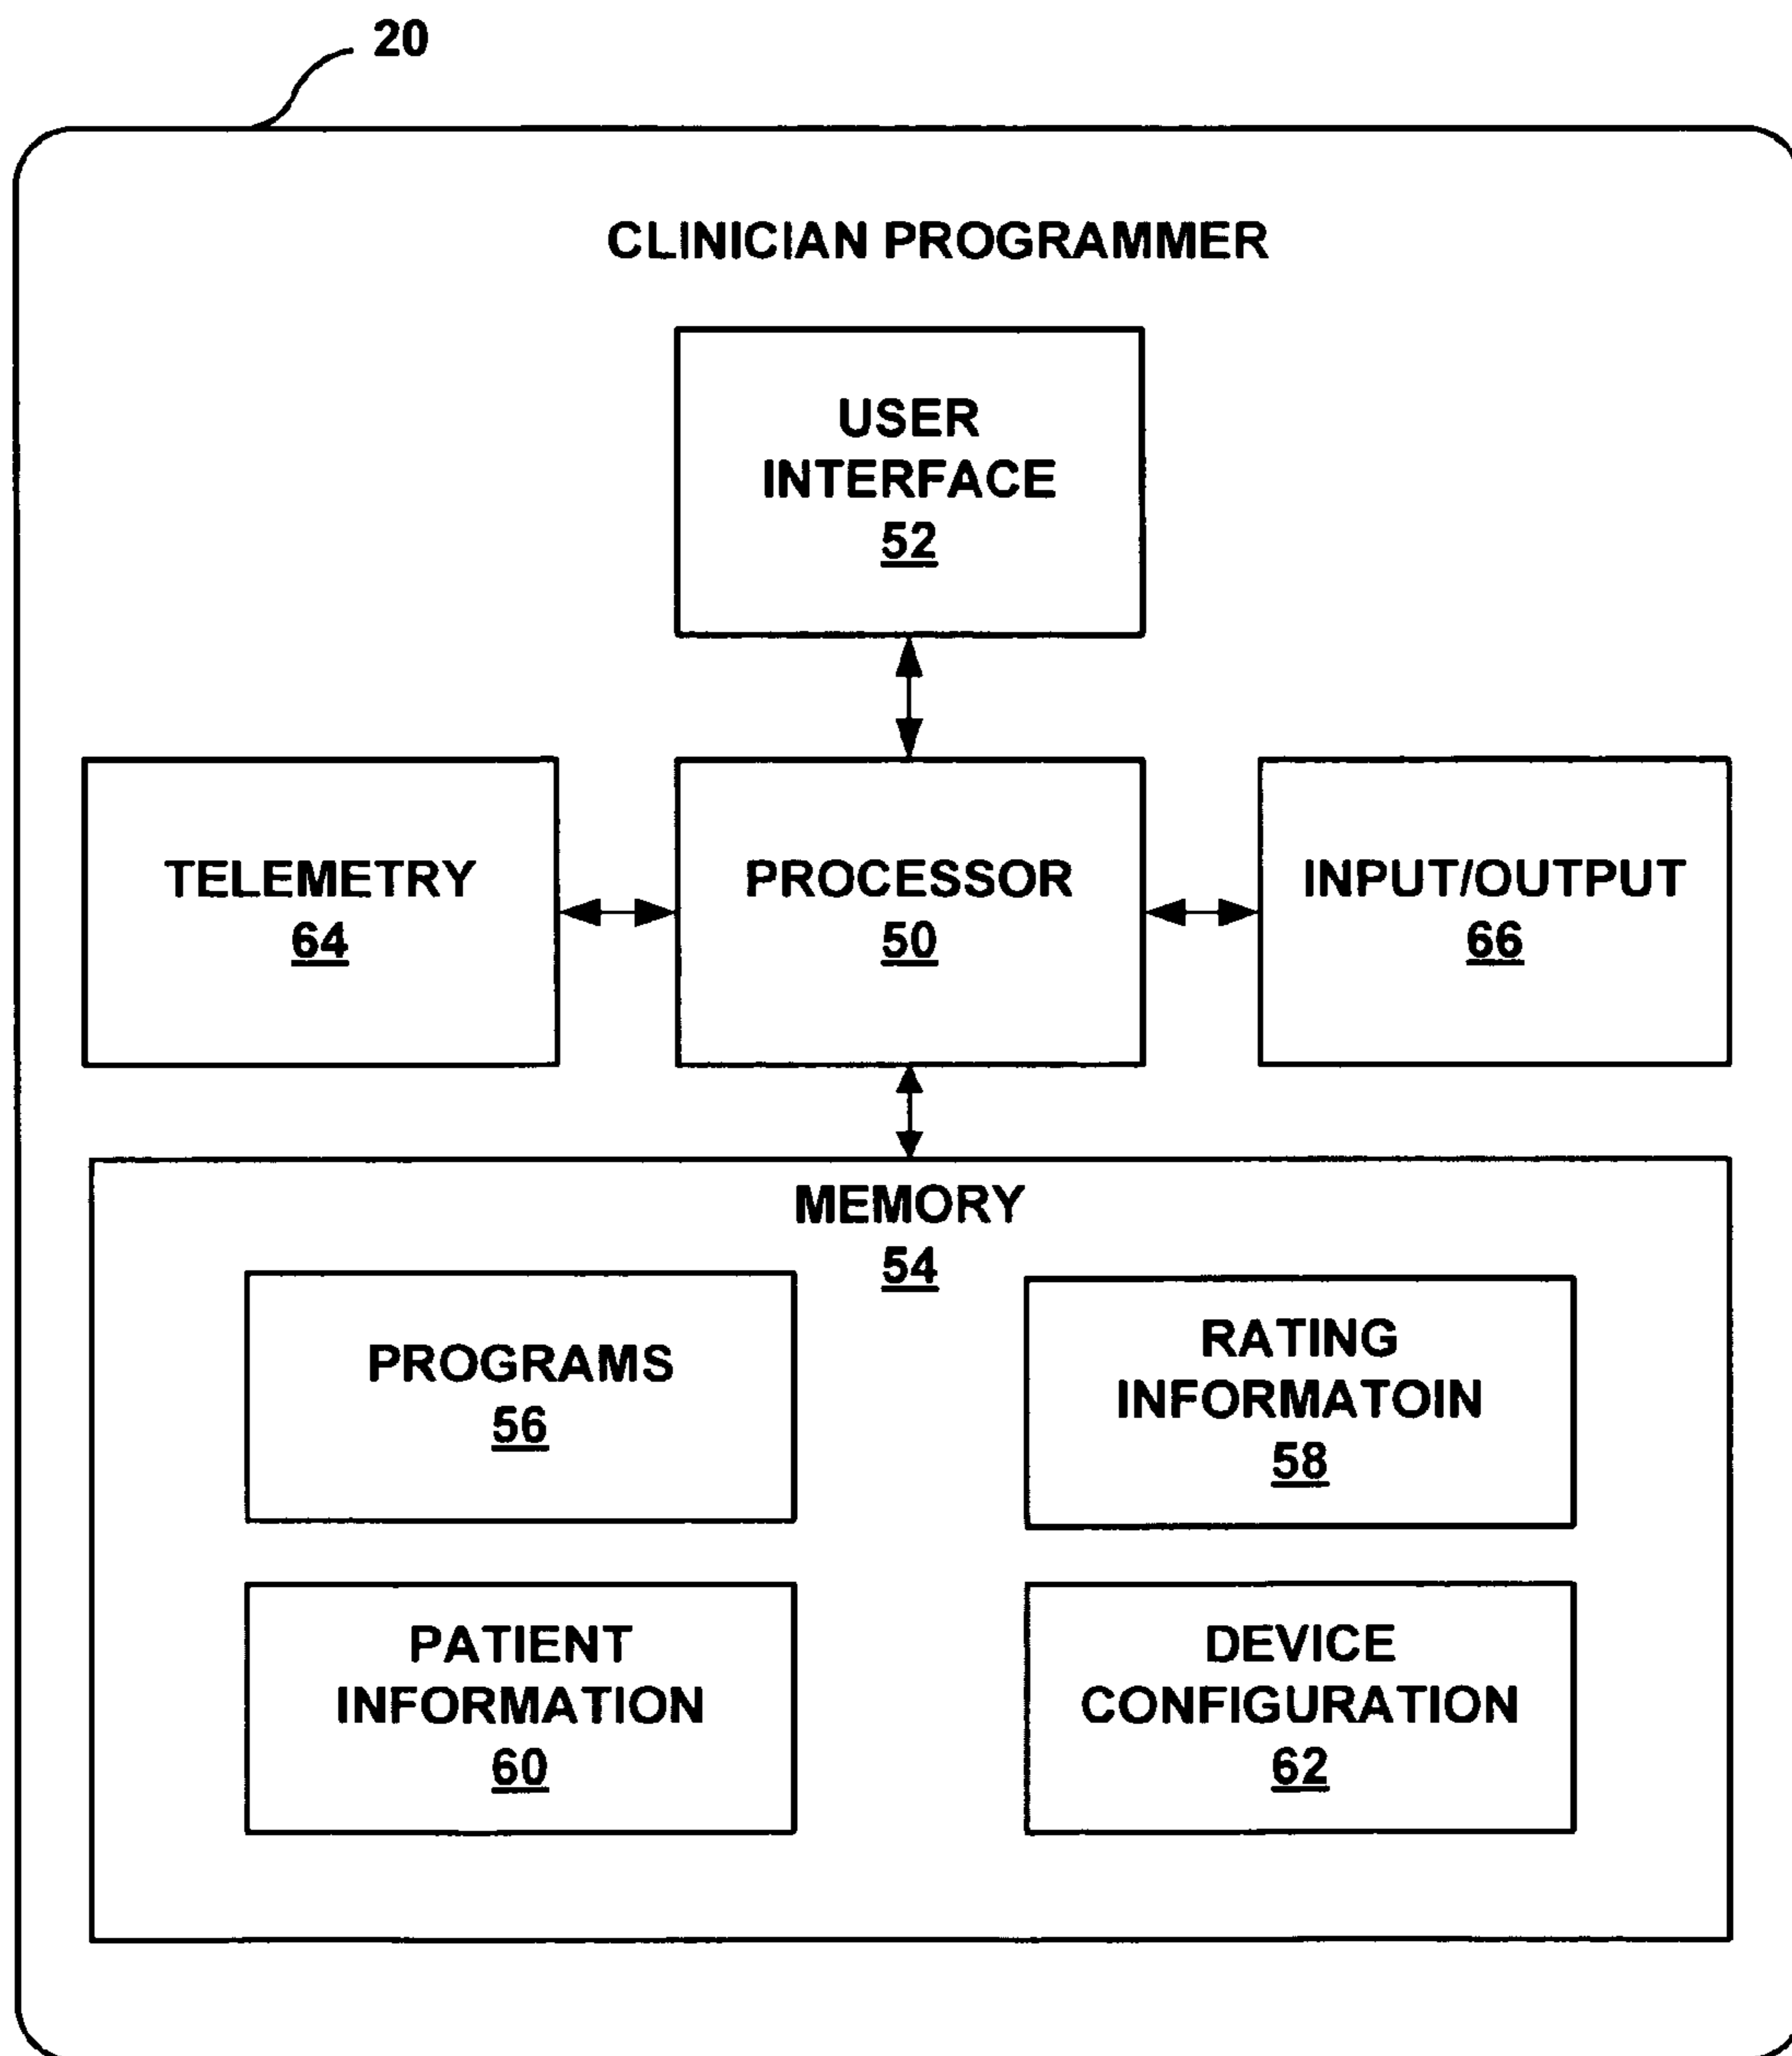 20
CLINICIAN PROGRAMMER
USER
INTERFACE
52
TELEMETRY
64
PROCESSOR
50
INPUT/OUTPUT
66
MEMORY
54
PROGRAMS
56
RATING
INFORMATOIN
58
PATIENT
INFORMATION
60
DEVICE
CONFIGURATION
62